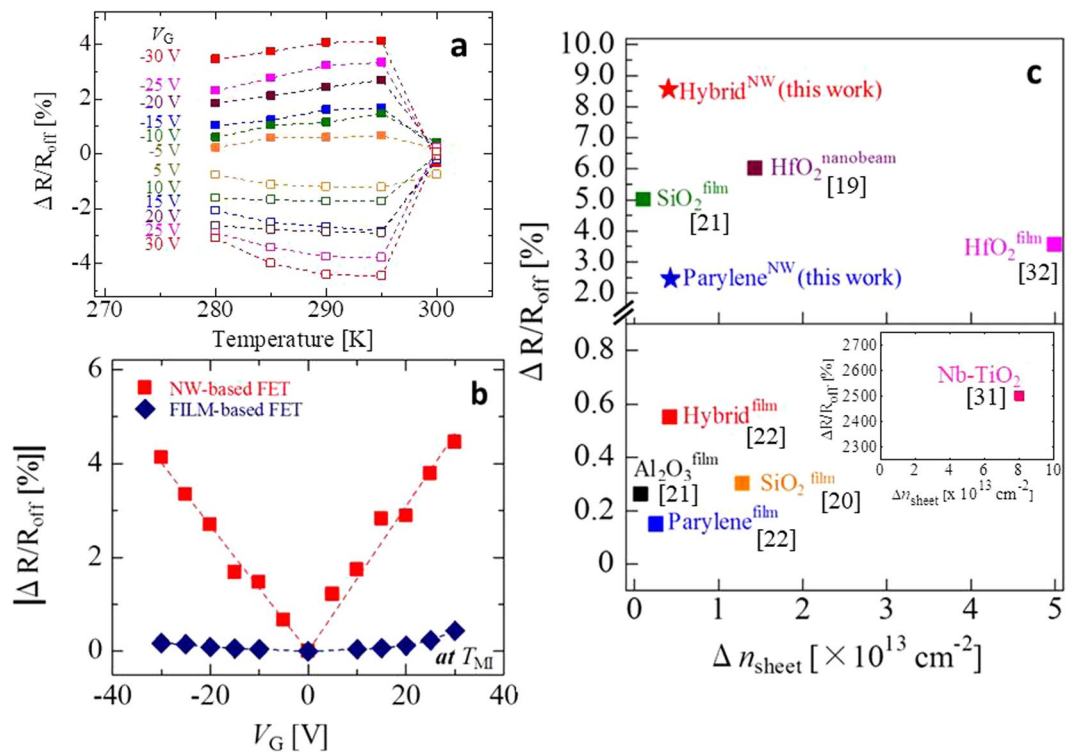 a
V_G
-30 V
-25 V
-20 V
-15 V
-10 V
-5 V
5 V
10 V
15 V
20 V
25 V
30 V
4
2
0
-2
-4
Δ R/R_off [%]
270
280
290
300
Temperature [K]
b
NW-based FET
FILM-based FET
6
4
2
0
|Δ R/R_off [%]|
at T_MI
-40
-20
0
20
40
V_G [V]
c
10.0
9.0
8.0
7.0
6.0
5.0
4.0
3.0
2.0
0.8
0.6
0.4
0.2
0
Δ R/R_off [%]
Hybrid^NW (this work)
HfO₂^nanobeam
[19]
SiO₂^film
[21]
HfO₂^film
[32]
Parylene^NW (this work)
Hybrid^film
[22]
Al₂O₃^film
[21]
SiO₂^film
[20]
Parylene^film
[22]
2700
2600
2500
2400
2300
ΔR/R_off [%]
Nb-TiO₂
[31]
0
2
4
6
8
10
Δn_sheet [x 10^13 cm^-2]
0
1
2
3
4
5
Δ n_sheet [× 10^13 cm^-2]